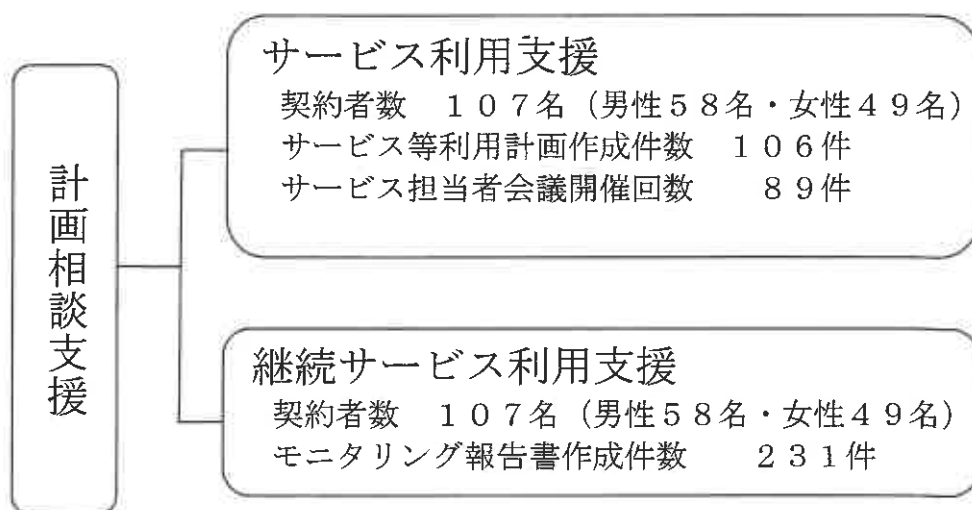 計画相談支援
サービス利用支援
契約者数　１０７名（男性５８名・女性４９名）
サービス等利用計画作成件数　１０６件
サービス担当者会議開催回数　　８９件
継続サービス利用支援
契約者数　１０７名（男性５８名・女性４９名）
モニタリング報告書作成件数　　２３１件